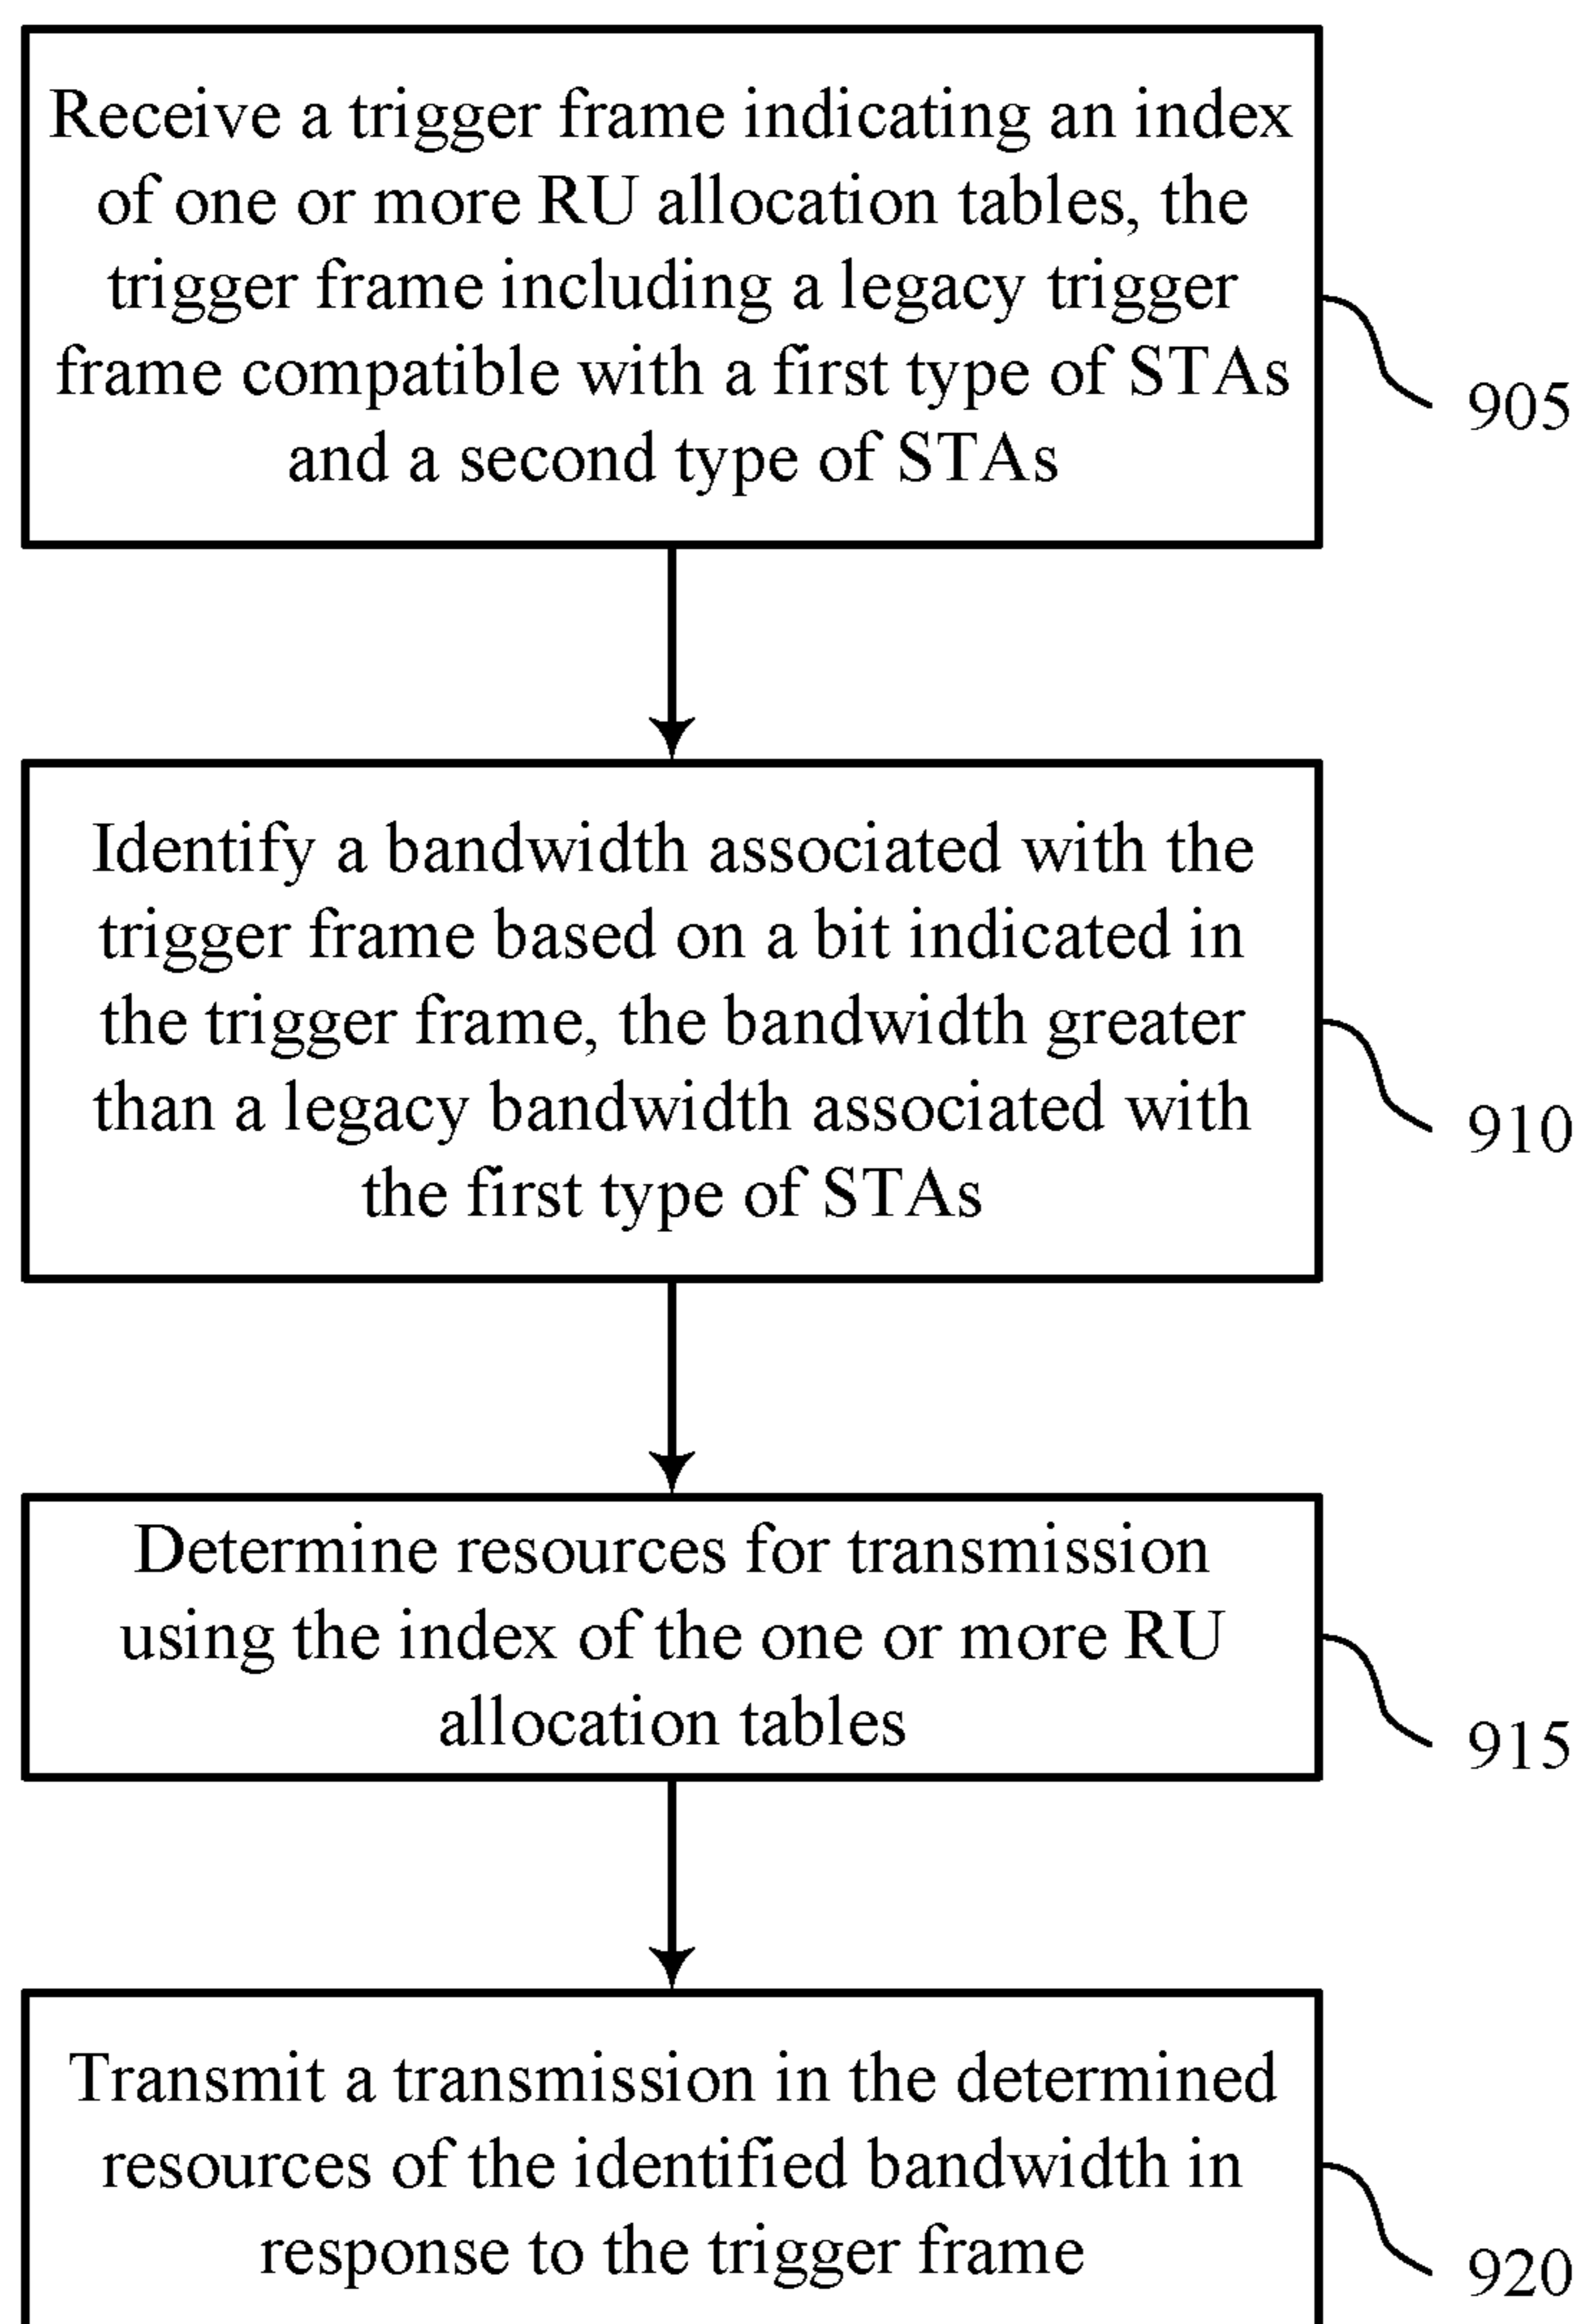 Receive a trigger frame indicating an index
of one or more RU allocation tables, the
trigger frame including a legacy trigger
frame compatible with a first type of STAs
and a second type of STAs
905
Identify a bandwidth associated with the
trigger frame based on a bit indicated in
the trigger frame, the bandwidth greater
than a legacy bandwidth associated with
the first type of STAs
910
Determine resources for transmission
using the index of the one or more RU
allocation tables
915
Transmit a transmission in the determined
resources of the identified bandwidth in
response to the trigger frame
920